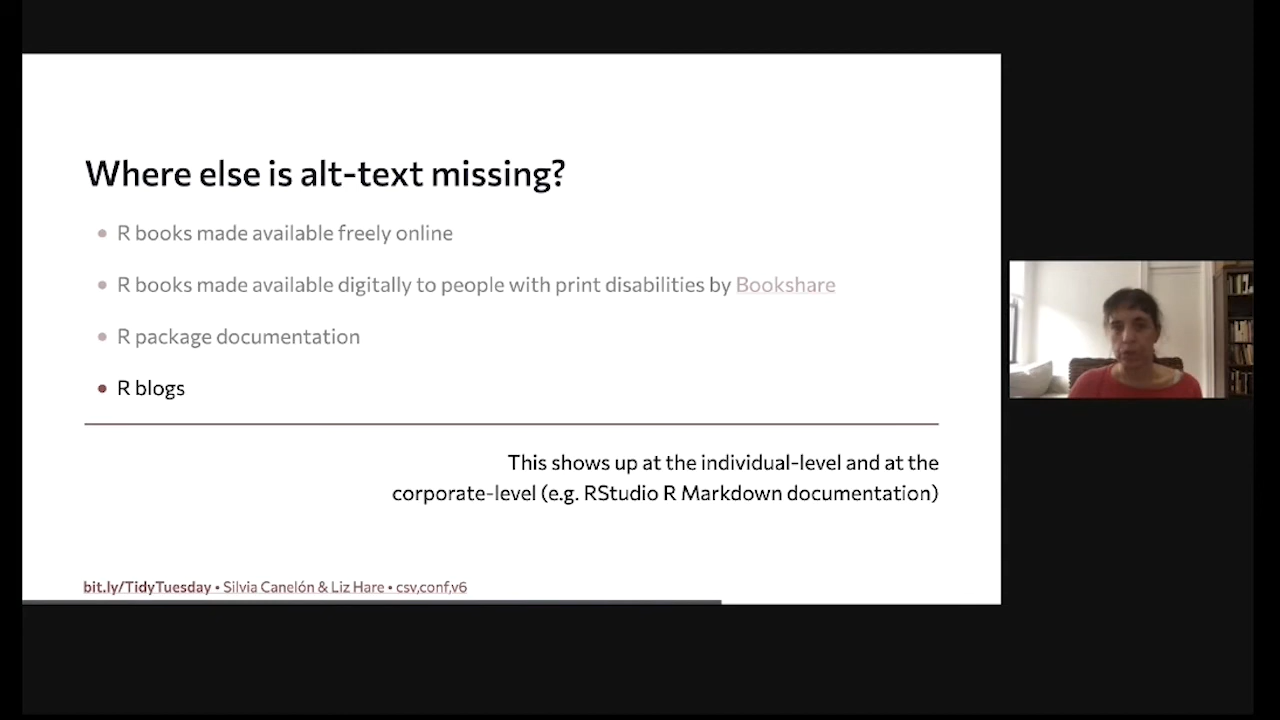 Where else is alt-text missing?
R books made available freely online
R books made available digitally to people with print disabilities by Bookshare
R package documentation
R blogs
This shows up at the individual-level and at the
corporate-level (e.g. RStudio R Markdown documentation)
bit.ly/TidyTuesday • Silvia Canelón & Liz Hare • csv,conf,v6